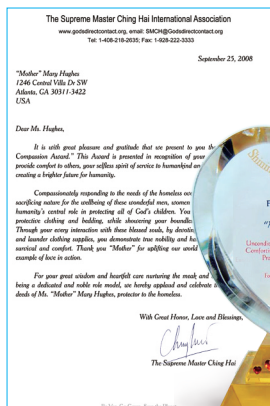 The Supreme Master Ching Hai International Association
www.godsdirectcontact.org, email: SMCH@Godsdirectcontact.org
Tel: 1-408-218-2635; Fax: 1-928-222-3333
September 25, 2008
"Mother" Mary Hughes
1246 Central Villa Dr SW
Atlanta, GA 30311-3422
USA
Dear Ms. Hughes,
It is with great pleasure and gratitude that we present to you the
Compassion Award." This Award is presented in recognition of your
provide comfort to others, your selfless spirit of service to humankind an
creating a brighter future for humanity.
Compassionately responding to the needs of the homeless ou
sacrificing nature for the wellbeing of these wonderful men, women
humanity's central role in protecting all of God's children. You
protective clothing and bedding, while showering your boundles
Through your every interaction with these blessed souls, by devotin
and launder clothing supplies, you demonstrate true nobility and he
survival and comfort. Thank you "Mother" for uplifting our world
example of love in action.
For your great wisdom and heartfelt care nurturing the meek and
being a dedicated and noble role model, we hereby applaud and celebrate t
deeds of Ms. "Mother" Mary Hughes, protector to the homeless.
With Great Honor, Love and Blessings,
The Supreme Master Ching Hai